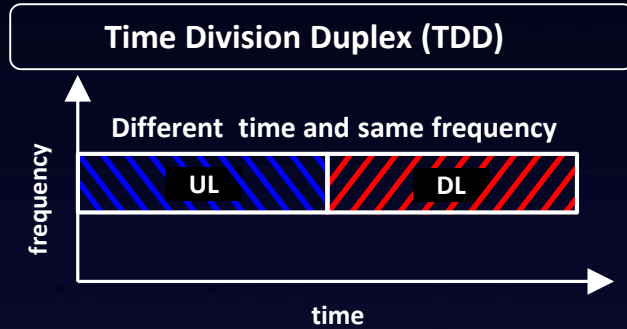 Time Division Duplex (TDD)
Different time and same frequency
frequency
UL
DL
time